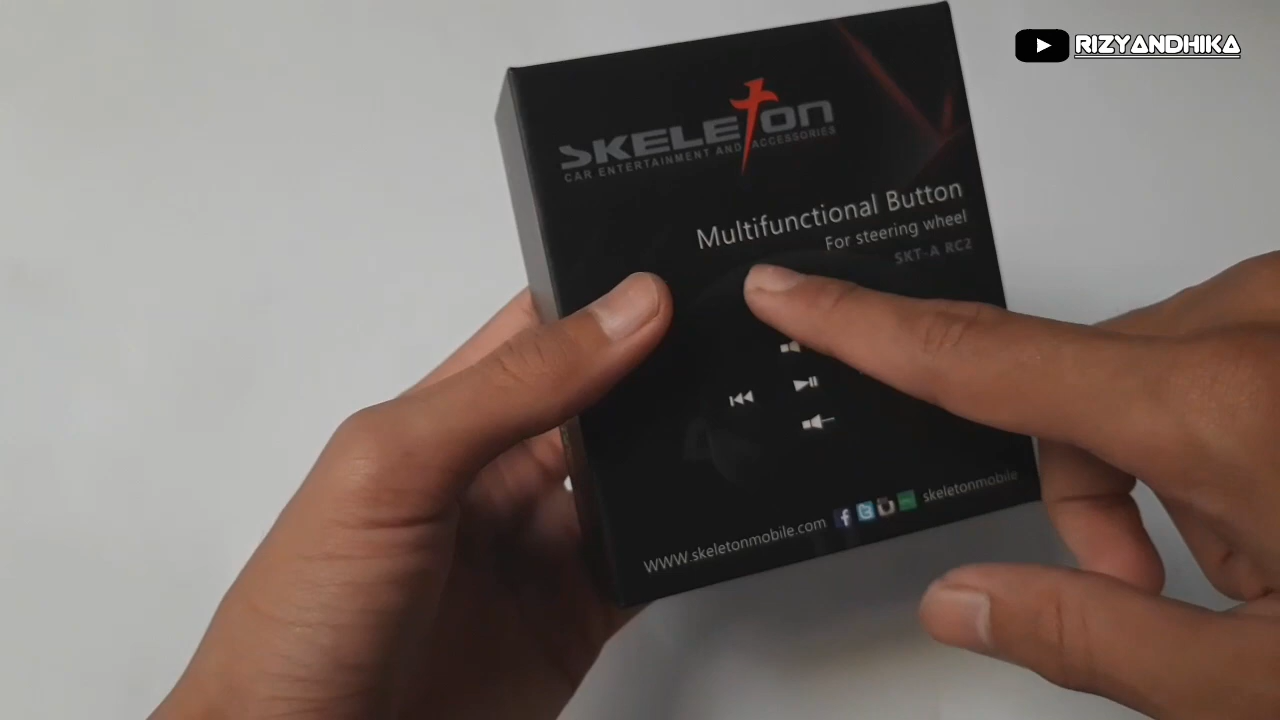 RIZYANDHIKA
SKELETON
CAR ENTERTAINMENT AND ACCESSORIES
Multifunctional Button
For steering wheel
SKT-A RC2
WWW.skeletonmobile.com
skeletonmobile